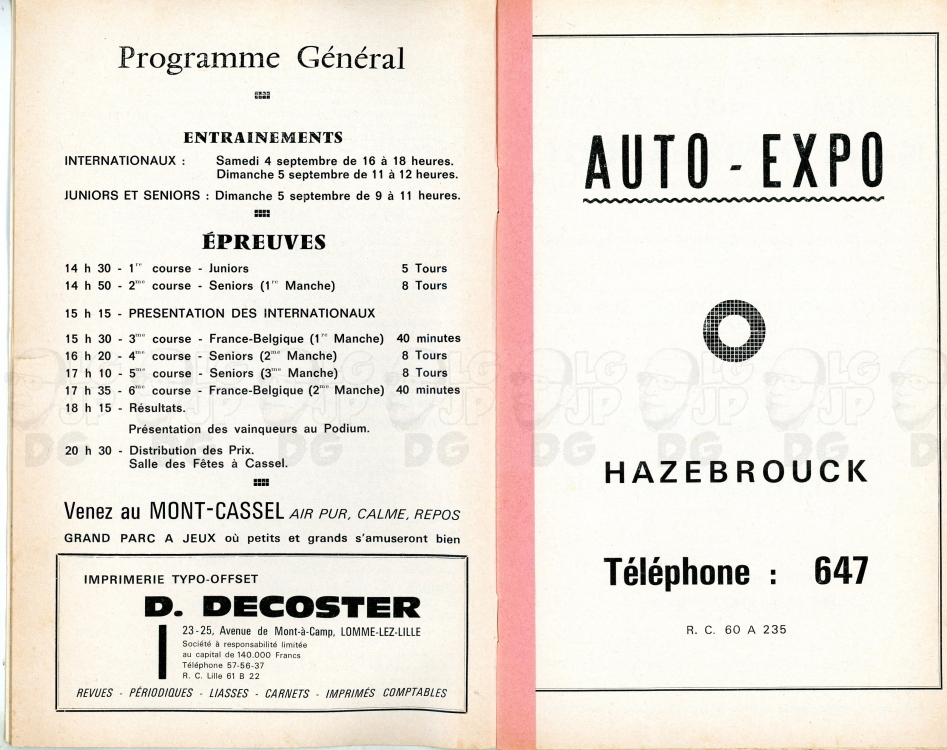 Programme Général
ENTRAINEMENTS
INTERNATIONAUX : Samedi 4 septembre de 16 à 18 heures.
Dimanche 5 septembre de 11 à 12 heures.
JUNIORS ET SENIORS : Dimanche 5 septembre de 9 à 11 heures.
ÉPREUVES
14 h 30 - 1re course - Juniors 5 Tours
14 h 50 - 2me course - Seniors (1re Manche) 8 Tours
15 h 15 - PRESENTATION DES INTERNATIONAUX
15 h 30 - 3me course - France-Belgique (1re Manche) 40 minutes
16 h 20 - 4me course - Seniors (2me Manche) 8 Tours
17 h 10 - 5me course - Seniors (3me Manche) 8 Tours
17 h 35 - 6me course - France-Belgique (2me Manche) 40 minutes
18 h 15 - Résultats.
Présentation des vainqueurs au Podium.
20 h 30 - Distribution des Prix.
Salle des Fêtes à Cassel.
Venez au MONT-CASSEL AIR PUR, CALME, REPOS
GRAND PARC A JEUX où petits et grands s'amuseront bien
IMPRIMERIE TYPO-OFFSET
D. DECOSTER
23-25, Avenue de Mont-à-Camp, LOMME-LEZ-LILLE
Société à responsabilité limitée
au capital de 140.000 Francs
Téléphone 57-56-37
R. C. Lille 61 B 22
REVUES - PÉRIODIQUES - LIASSES - CARNETS - IMPRIMÉS COMPTABLES
AUTO - EXPO
HAZEBROUCK
Téléphone : 647
R. C. 60 A 235
LG JP DG